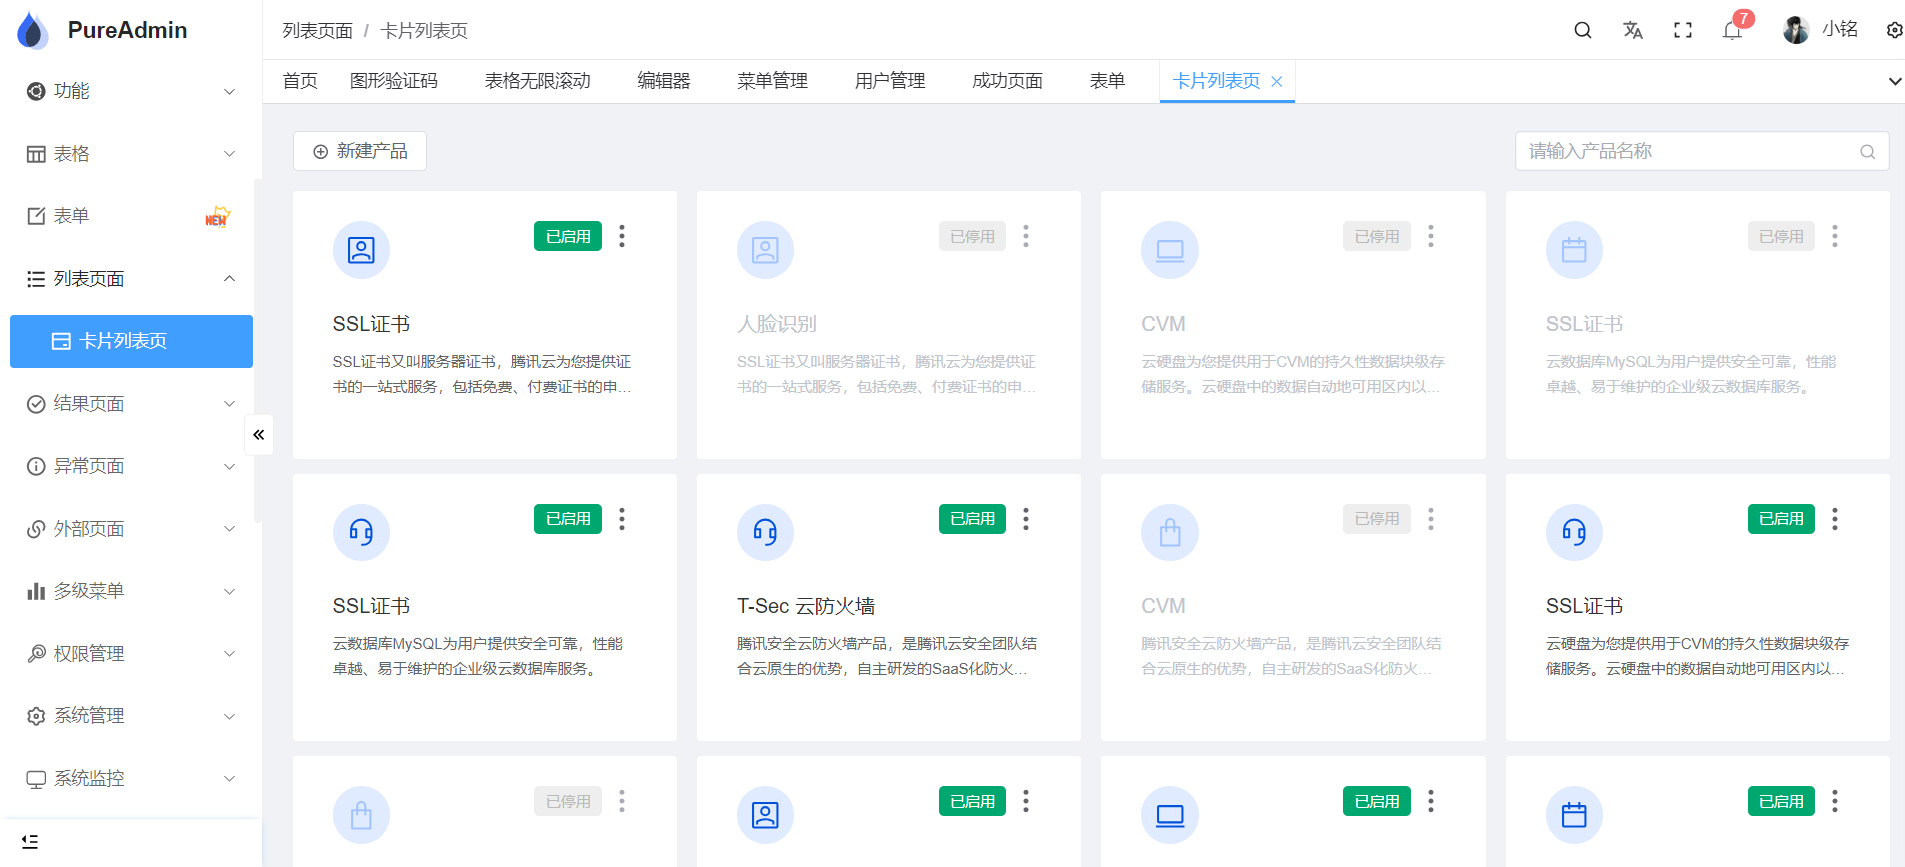 PureAdmin
功能
表格
表单
NEW
列表页面
卡片列表页
结果页面
异常页面
外部页面
多级菜单
权限管理
系统管理
系统监控
列表页面 / 卡片列表页
7
小铭
首页
图形验证码
表格无限滚动
编辑器
菜单管理
用户管理
成功页面
表单
卡片列表页
新建产品
请输入产品名称
已启用
SSL证书
SSL证书又叫服务器证书，腾讯云为您提供证
书的一站式服务，包括免费、付费证书的申...
已停用
人脸识别
SSL证书又叫服务器证书，腾讯云为您提供证
书的一站式服务，包括免费、付费证书的申...
已停用
CVM
云硬盘为您提供用于CVM的持久性数据块级存
储服务。云硬盘中的数据自动地可用区内以...
已停用
SSL证书
云数据库MySQL为用户提供安全可靠，性能
卓越、易于维护的企业级云数据库服务。
已启用
SSL证书
云数据库MySQL为用户提供安全可靠，性能
卓越、易于维护的企业级云数据库服务。
已启用
T-Sec 云防火墙
腾讯安全云防火墙产品，是腾讯云安全团队结
合云原生的优势，自主研发的SaaS化防火...
已停用
CVM
腾讯安全云防火墙产品，是腾讯云安全团队结
合云原生的优势，自主研发的SaaS化防火...
已启用
SSL证书
云硬盘为您提供用于CVM的持久性数据块级存
储服务。云硬盘中的数据自动地可用区内以...
已停用
已启用
已启用
已启用